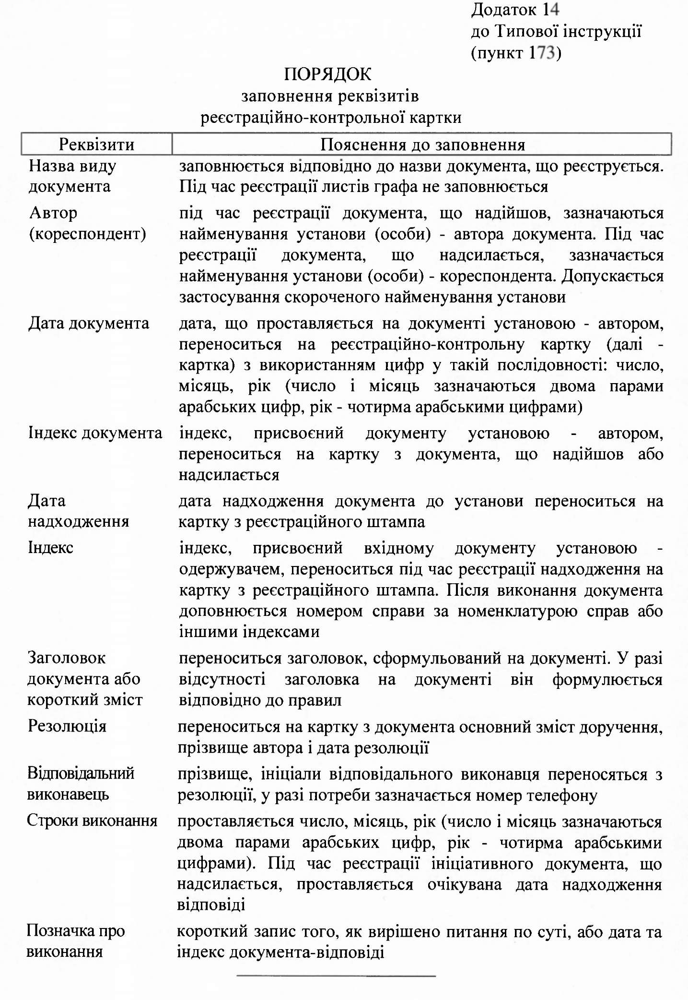 Додаток 14
до Типової інструкції
(пункт 173)
ПОРЯДОК
заповнення реквізитів
реєстраційно-контрольної картки
Реквізити Пояснення до заповнення
Назва виду заповнюється відповідно до назви документа, що реєструється.
документа Під час реєстрації листів графа не заповнюється
Автор під час реєстрації документа, що надійшов, зазначаються
(кореспондент) найменування установи (особи) - автора документа. Під час
реєстрації документа, що надсилається, зазначається
найменування установи (особи) - кореспондента. Допускається
застосування скороченого найменування установи
Дата документа дата, що проставляється на документі установою - автором,
переноситься на реєстраційно-контрольну картку (далі -
картка) з використанням цифр у такій послідовності: число,
місяць, рік (число і місяць зазначаються двома парами
арабських цифр, рік - чотирма арабськими цифрами)
Індекс документа індекс, присвоєний документу установою - автором,
переноситься на картку з документа, що надійшов або
надсилається
Дата дата надходження документа до установи переноситься на
надходження картку з реєстраційного штампа
Індекс індекс, присвоєний вхідному документу установою -
одержувачем, переноситься під час реєстрації надходження на
картку з реєстраційного штампа. Після виконання документа
доповнюється номером справи за номенклатурою справ або
іншими індексами
Заголовок переноситься заголовок, сформульований на документі. У разі
документа або відсутності заголовка на документі він формулюється
короткий зміст відповідно до правил
Резолюція переноситься на картку з документа основний зміст доручення,
прізвище автора і дата резолюції
Відповідальний прізвище, ініціали відповідального виконавця переносяться з
виконавець резолюції, у разі потреби зазначається номер телефону
Строки виконання проставляється число, місяць, рік (число і місяць зазначаються
двома парами арабських цифр, рік - чотирма арабськими
цифрами). Під час реєстрації ініціативного документа, що
надсилається, проставляється очікувана дата надходження
відповіді
Позначка про короткий запис того, як вирішено питання по суті, або дата та
виконання індекс документа-відповіді